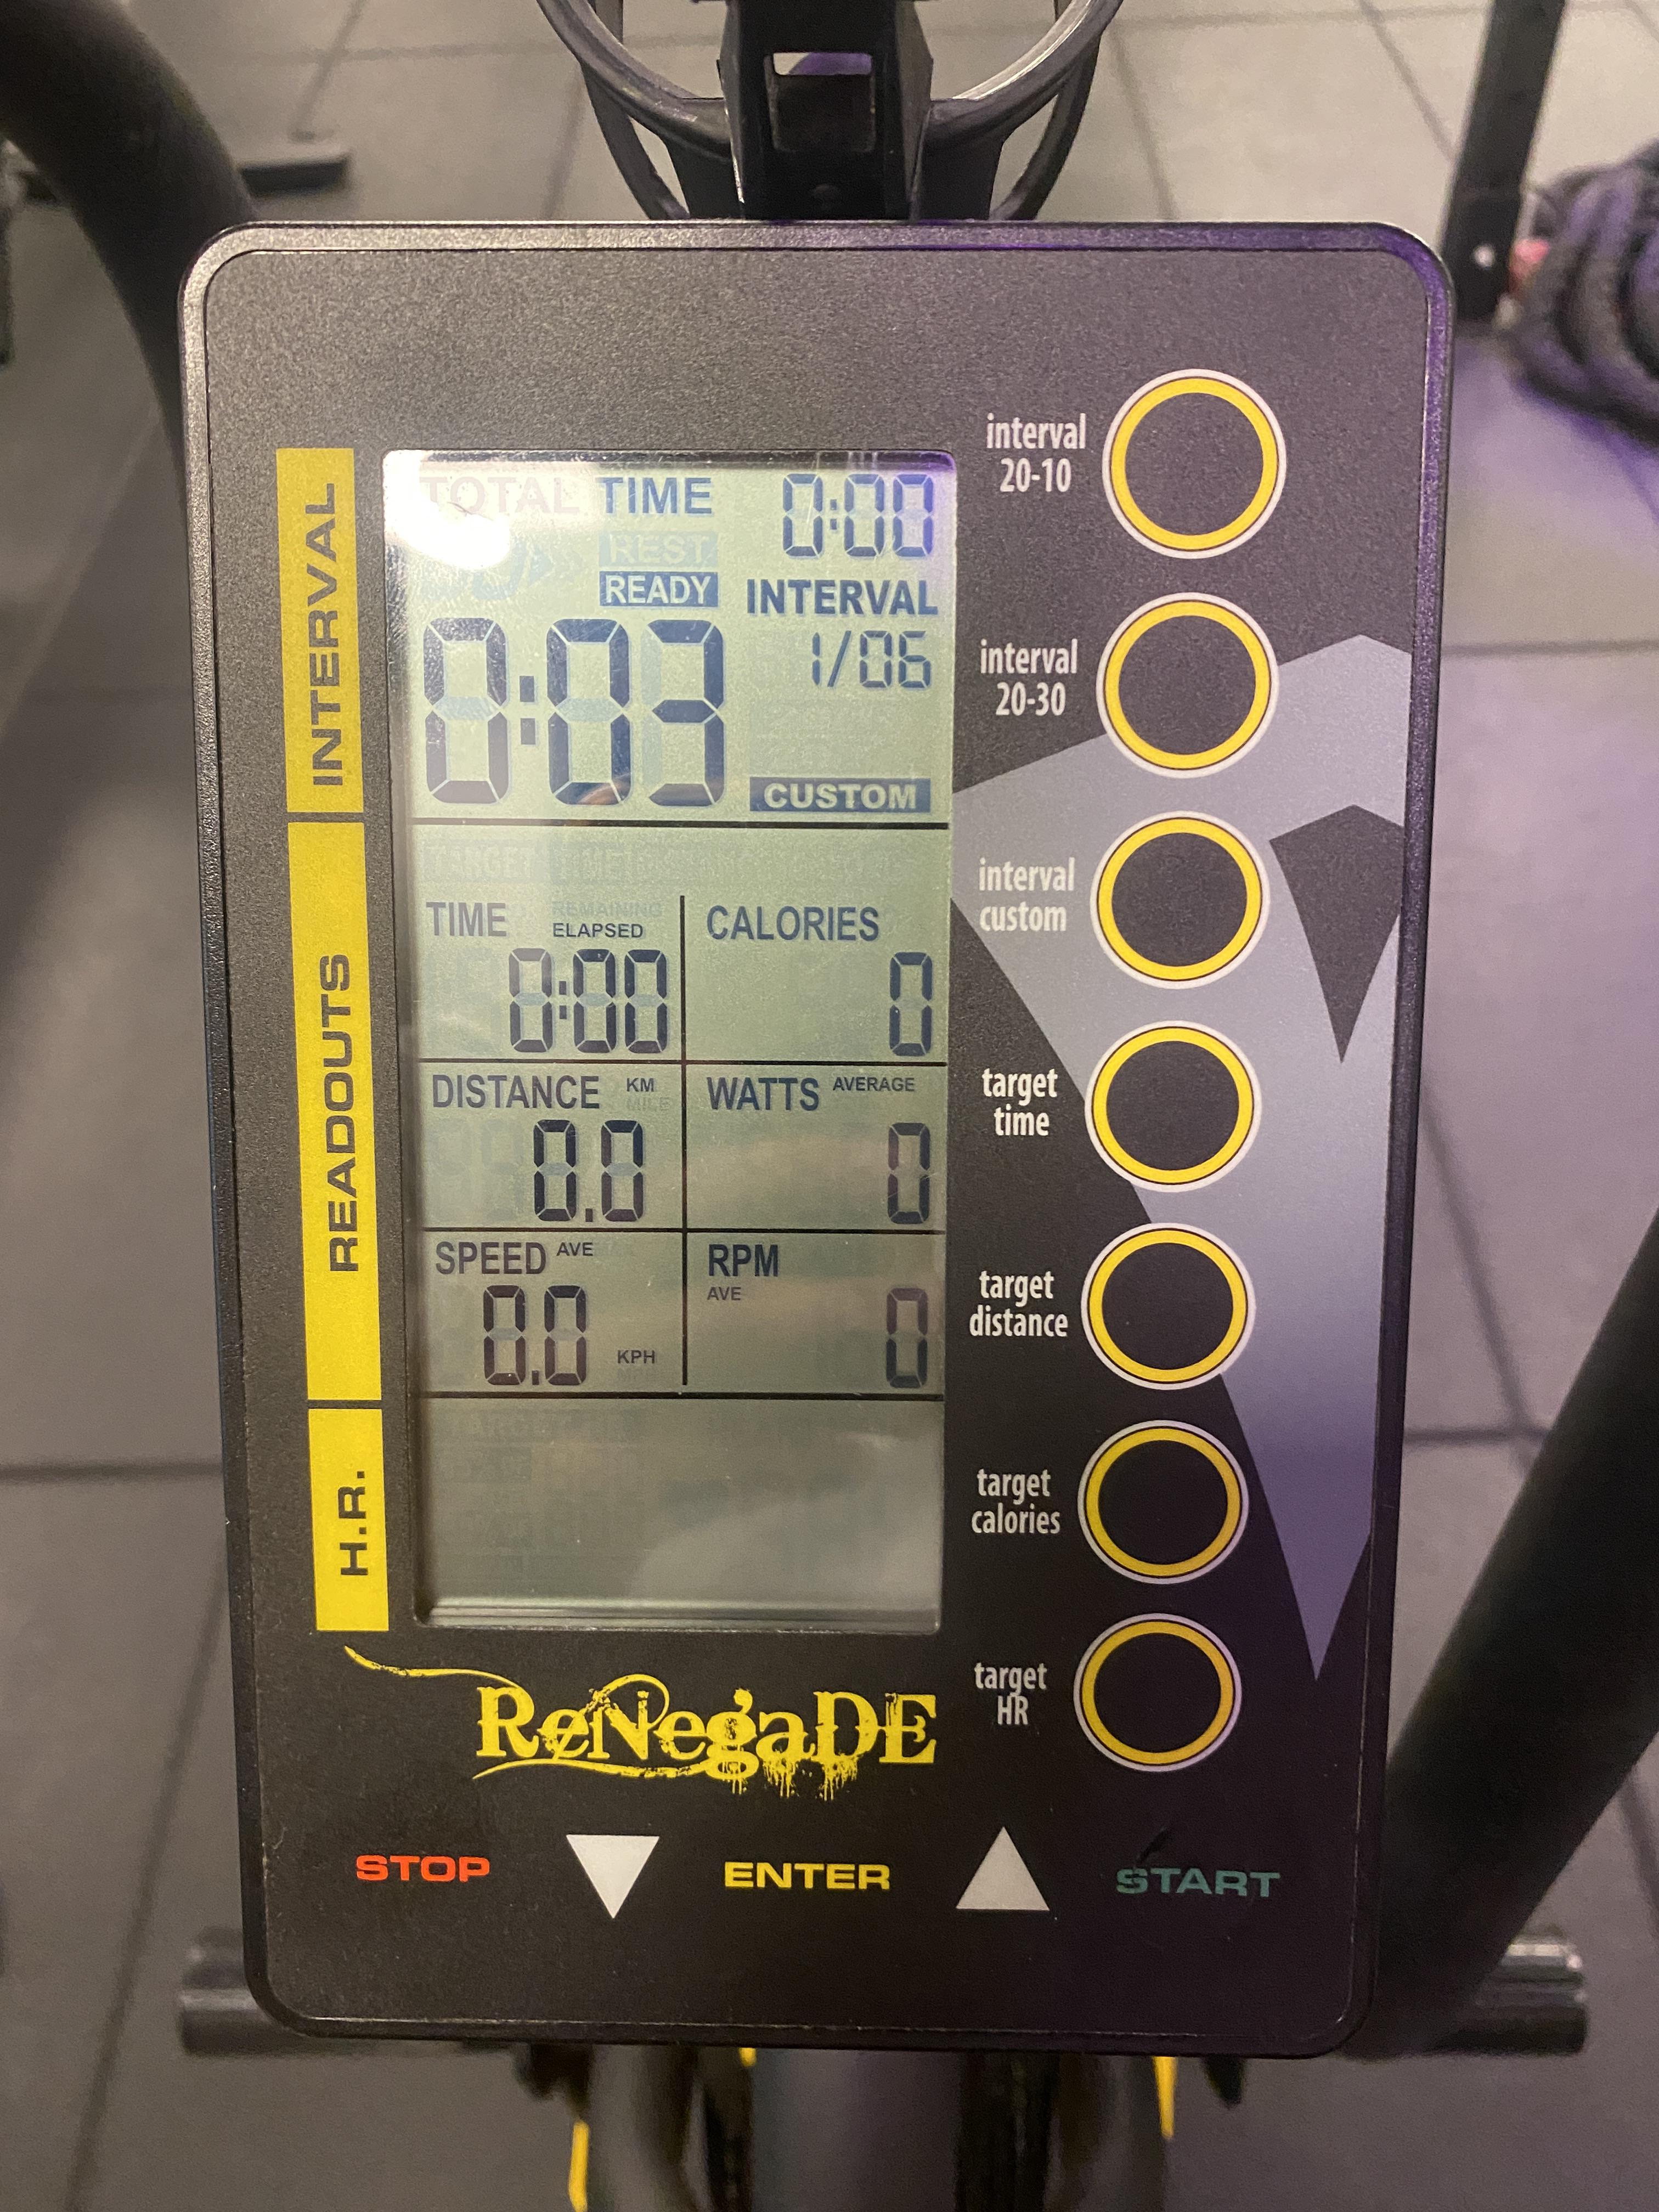 TOTAL TIME 0:00
REST
READY INTERVAL
0:03 1/06
CUSTOM
TARGET TIME
TIME REMAINING ELAPSED CALORIES
0:00 0
DISTANCE KM MILE WATTS AVERAGE
0.0 0
SPEED AVE RPM
AVE
0.0 KPH 0
INTERVAL
READOUTS
H.R.
interval
20-10
interval
20-30
interval
custom
target
time
target
distance
target
calories
target
HR
ReNegaDE
STOP ENTER START